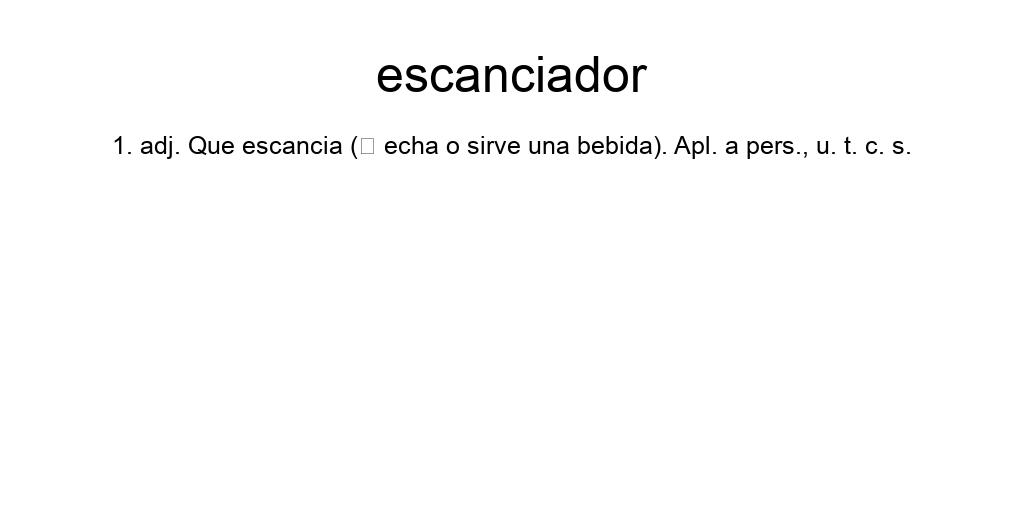 escanciador
1. adj. Que escancia (□ echa o sirve una bebida). Apl. a pers., u. t. c. s.